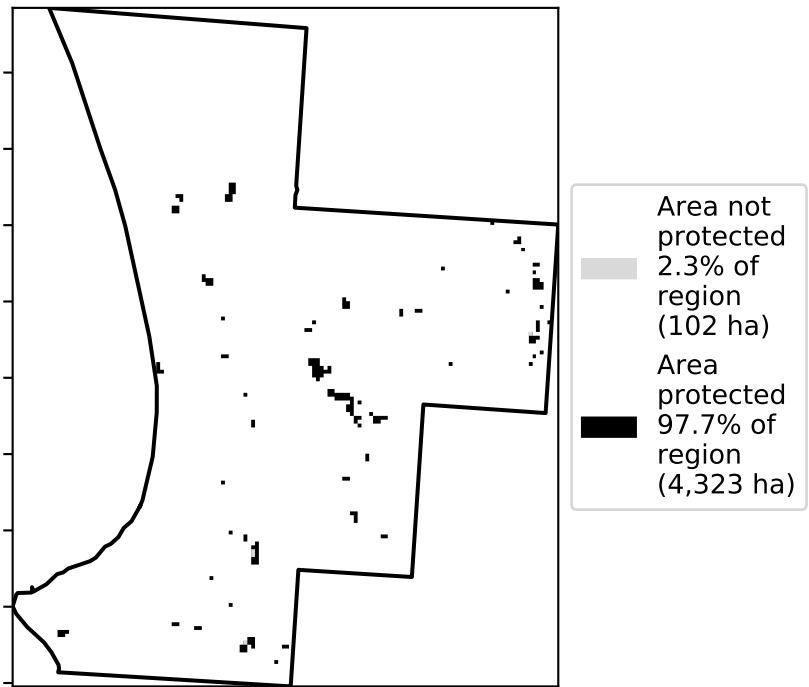 Area not
protected
2.3% of
region
(102 ha)
Area
protected
97.7% of
region
(4,323 ha)